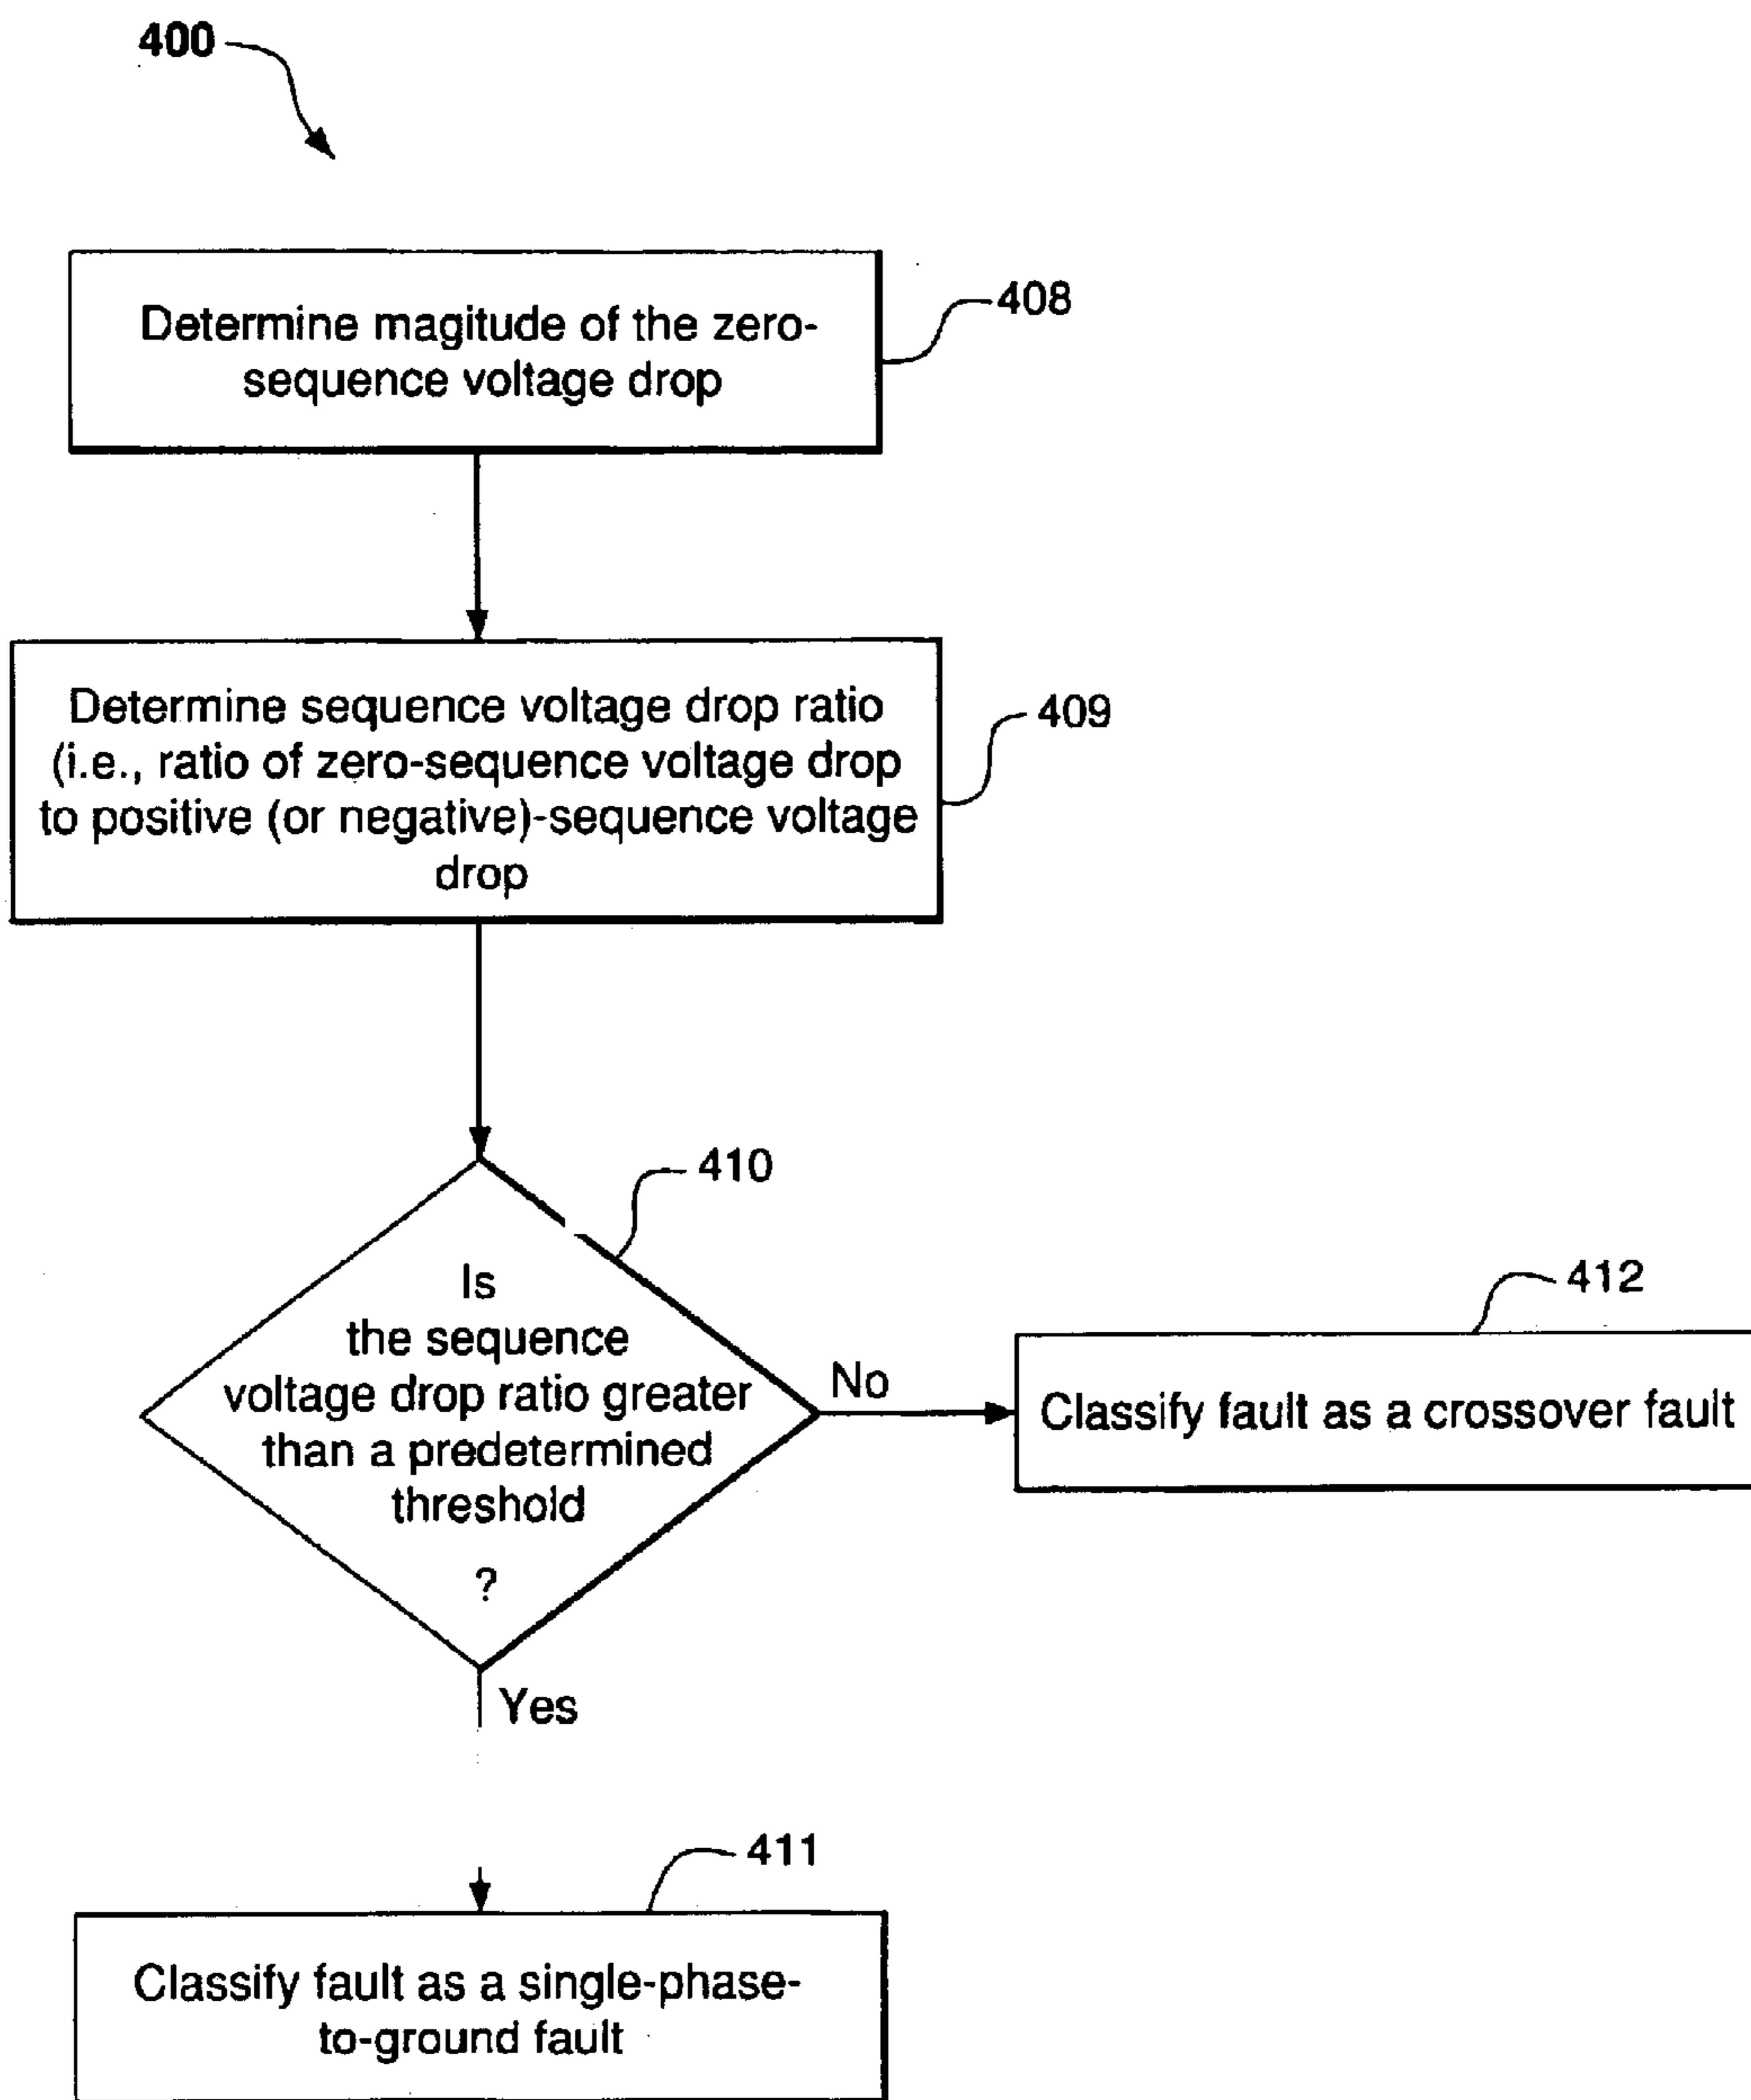 400
Determine magitude of the zero-
sequence voltage drop
408
Determine sequence voltage drop ratio
(i.e., ratio of zero-sequence voltage drop
to positive (or negative)-sequence voltage
drop
409
410
Is
the sequence
voltage drop ratio greater
than a predetermined
threshold
?
No
412
Classify fault as a crossover fault
Yes
411
Classify fault as a single-phase-
to-ground fault